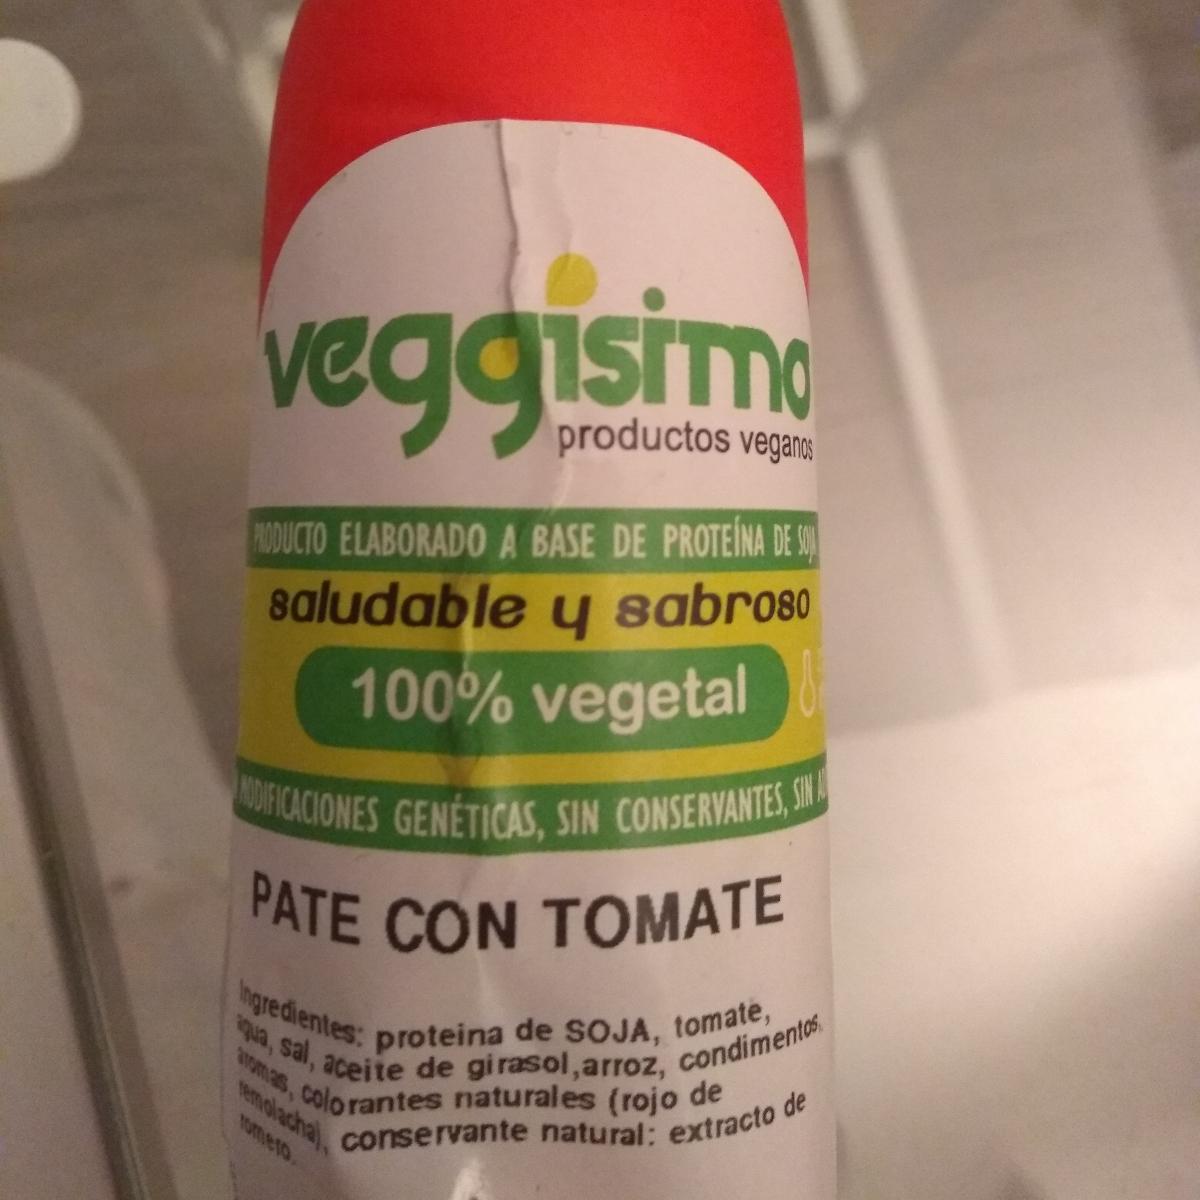 veggisimo
productos veganos
PRODUCTO ELABORADO A BASE DE PROTEÍNA DE SOJA
saludable y sabroso
100% vegetal
MODIFICACIONES GENÉTICAS, SIN CONSERVANTES, SIN
PATE CON TOMATE
Ingredientes: proteina de SOJA, tomate,
agua, sal, aceite de girasol,arroz, condimentos,
aromas, colorantes naturales (rojo de
remolacha), conservante natural: extracto de
romero.